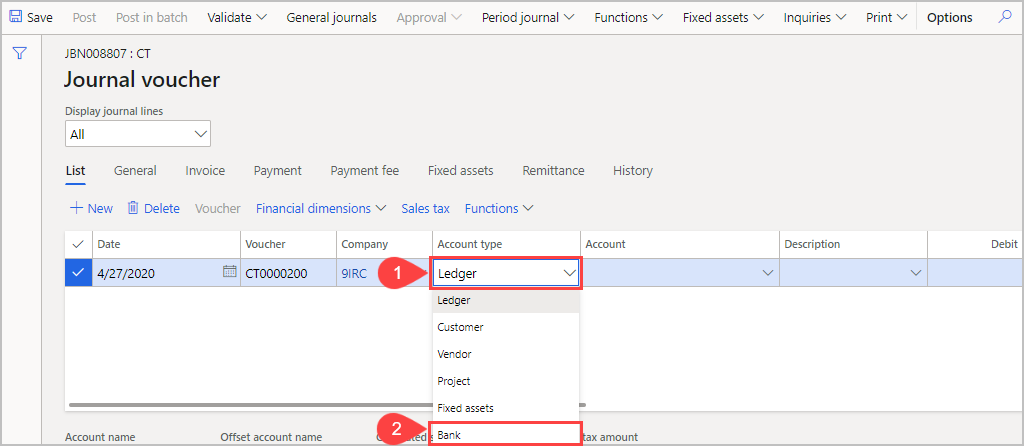 Save Post Post in batch Validate General journals Approval Period journal Functions Fixed assets Inquiries Print Options
JBN008807 : CT
Journal voucher
Display journal lines
All
List General Invoice Payment Payment fee Fixed assets Remittance History
New Delete Voucher Financial dimensions Sales tax Functions
Date Voucher Company Account type Account Description Debit
4/27/2020 CT0000200 9IRC 1 Ledger
Ledger
Customer
Vendor
Project
Fixed assets
2 Bank
Account name Offset account name tax amount